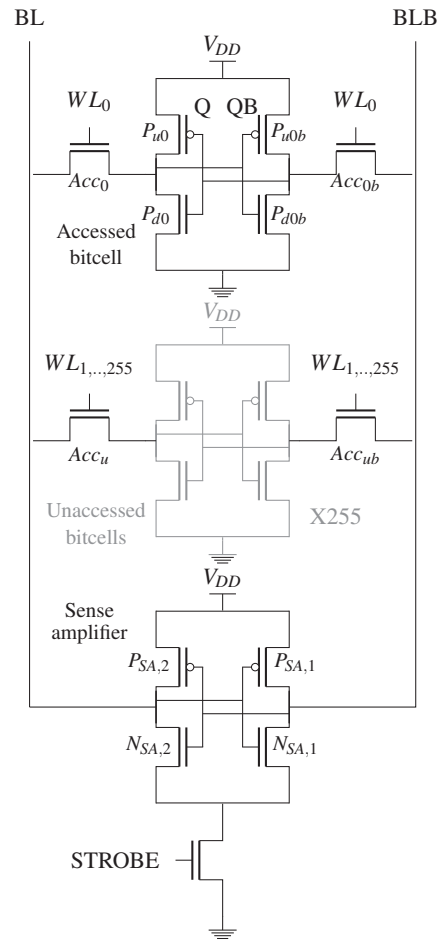 BL BLB
V_DD
WL_0 Q QB WL_0
P_u0 P_u0b
Acc_0 Acc_0b
P_d0 P_d0b
Accessed
bitcell
V_DD
WL_1,..,255 WL_1,..,255
Acc_u Acc_ub
Unaccessed X255
bitcells
V_DD
Sense
amplifier
P_SA,2 P_SA,1
N_SA,2 N_SA,1
STROBE